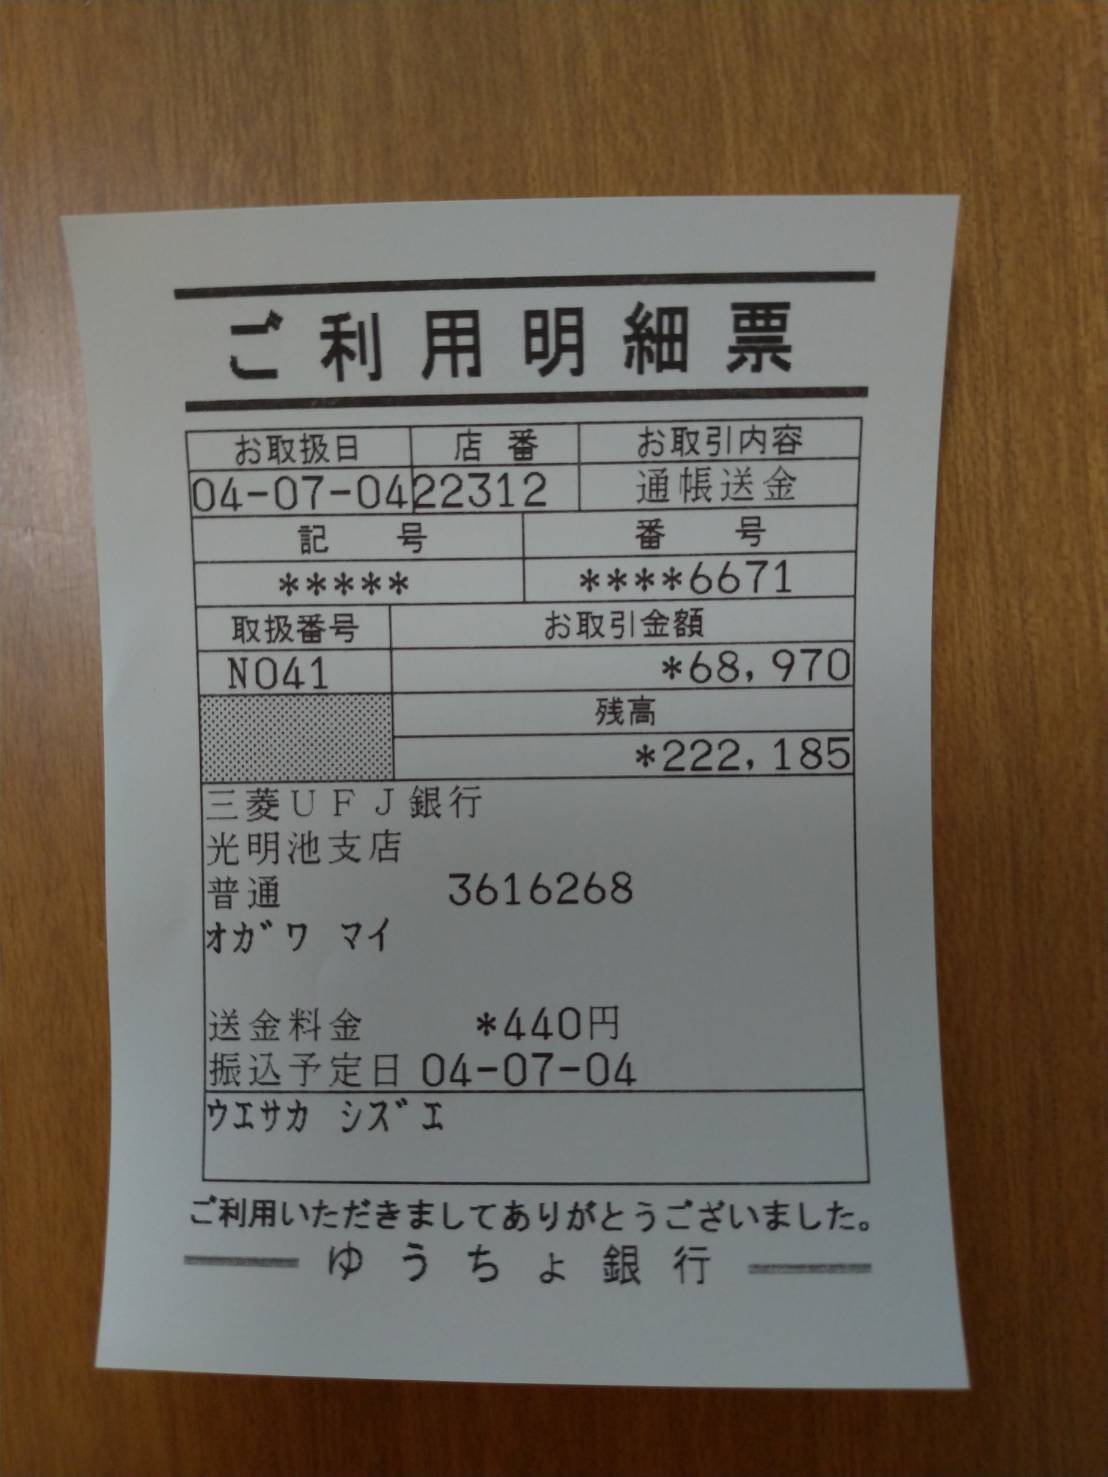 ご利用明細票
お取扱日 店番 お取引内容
04-07-04 22312 通帳送金
記号 番号
***** ****6671
取扱番号 お取引金額
N041 *68,970
残高
*222,185
三菱UFJ銀行
光明池支店
普通 3616268
オガワ マイ
送金料金 *440円
振込予定日 04-07-04
ウエサカ シズエ
ご利用いただきましてありがとうございました。
ゆうちょ銀行